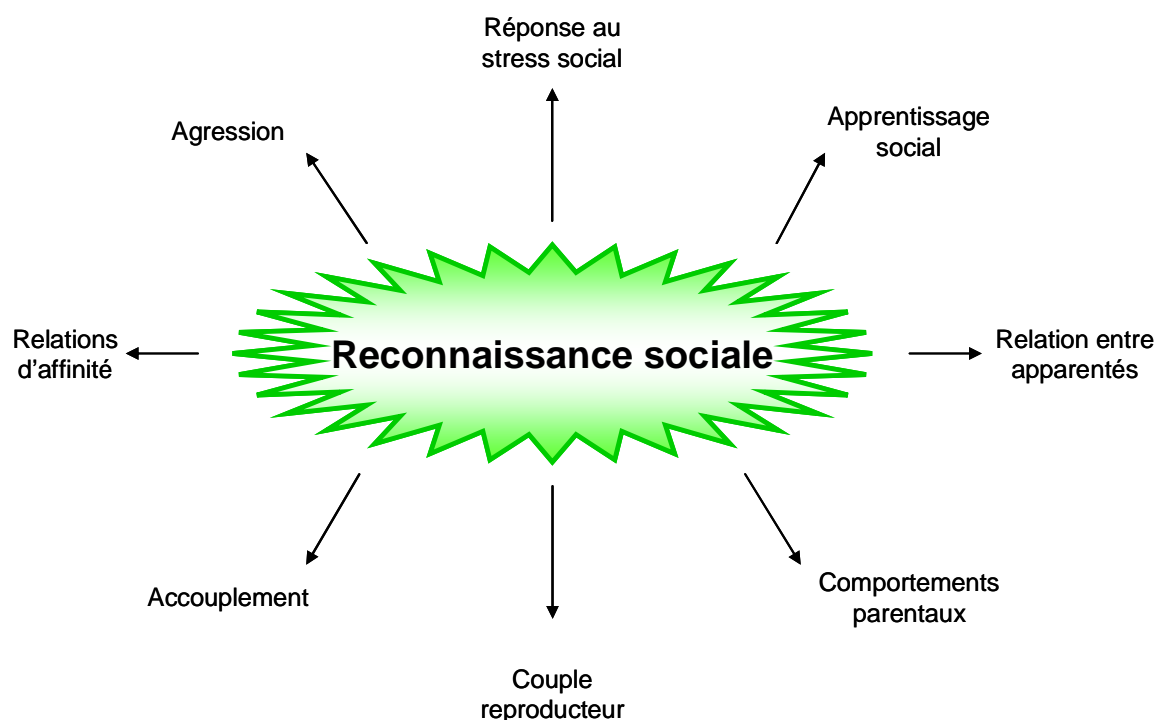 Réponse au
stress social
Agression
Apprentissage
social
Relations
d’affinité
Reconnaissance sociale
Relation entre
apparentés
Accouplement
Comportements
parentaux
Couple
reproducteur